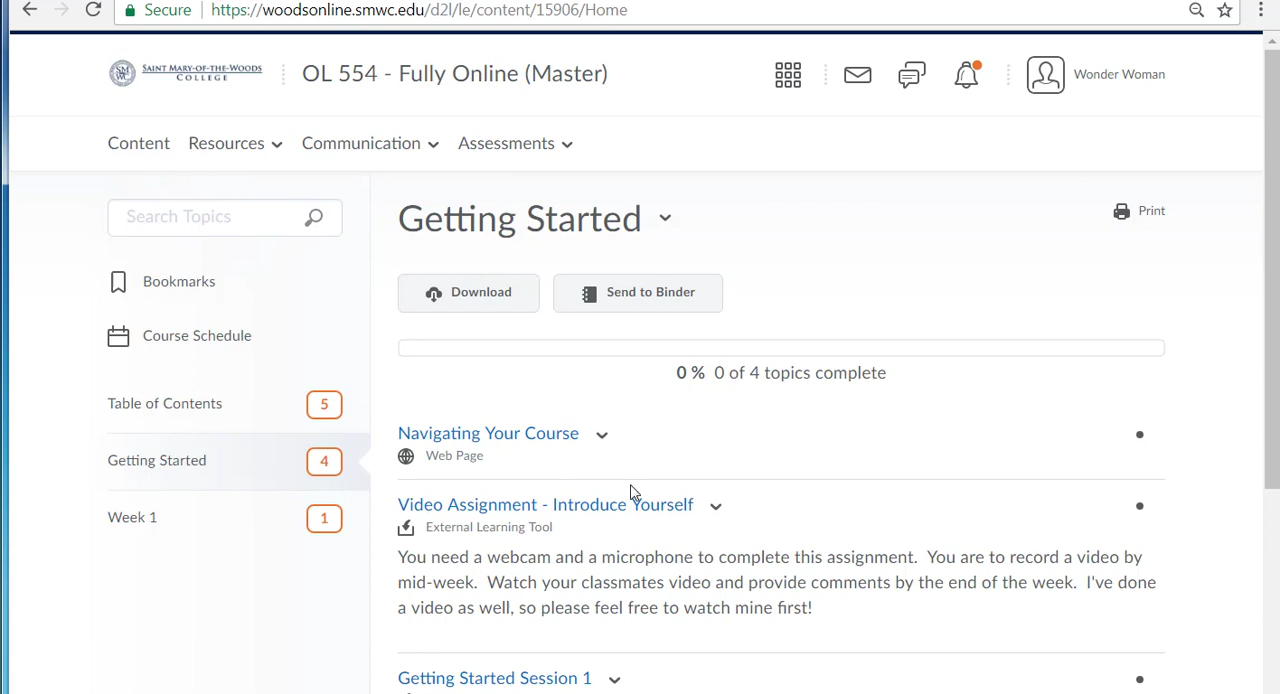 Secure https://woodsonline.smwc.edu/d2l/le/content/15906/Home
SMWC
SAINT MARY-OF-THE-WOODS
COLLEGE
OL 554 - Fully Online (Master)
Wonder Woman
Content Resources Communication Assessments
Search Topics
Getting Started
Print
Bookmarks
Download Send to Binder
Course Schedule
0 % 0 of 4 topics complete
Table of Contents 5
Navigating Your Course
Web Page
Getting Started 4
Video Assignment - Introduce Yourself
External Learning Tool
Week 1 1
You need a webcam and a microphone to complete this assignment. You are to record a video by
mid-week. Watch your classmates video and provide comments by the end of the week. I've done
a video as well, so please feel free to watch mine first!
Getting Started Session 1